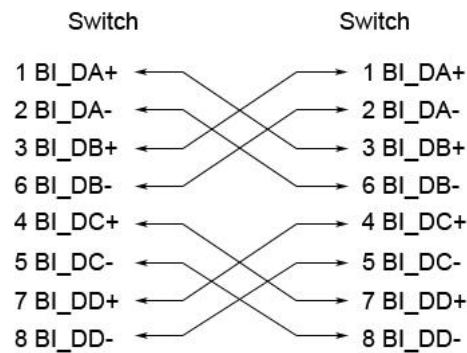 Switch Switch
1 BI_DA+ 1 BI_DA+
2 BI_DA- 2 BI_DA-
3 BI_DB+ 3 BI_DB+
6 BI_DB- 6 BI_DB-
4 BI_DC+ 4 BI_DC+
5 BI_DC- 5 BI_DC-
7 BI_DD+ 7 BI_DD+
8 BI_DD- 8 BI_DD-